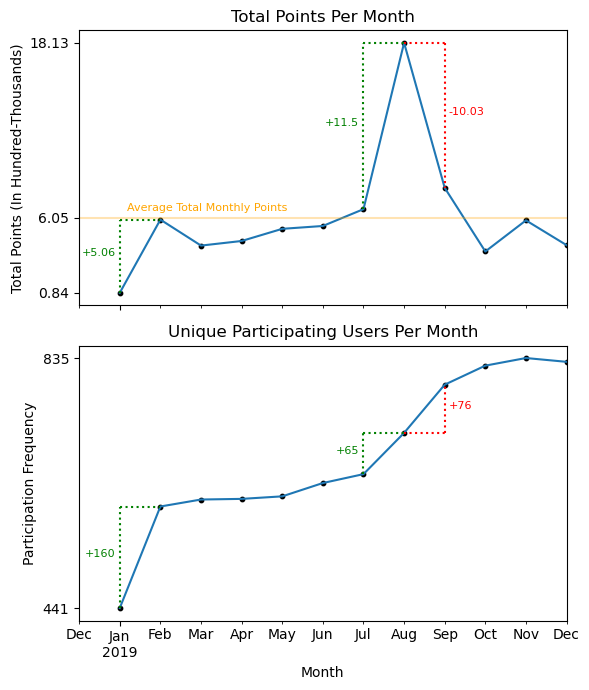 Total Points Per Month
Total Points (In Hundred-Thousands)
18.13
6.05
0.84
+11.5
-10.03
Average Total Monthly Points
+5.06
Unique Participating Users Per Month
Participation Frequency
835
441
+76
+65
+160
Dec Jan Feb Mar Apr May Jun Jul Aug Sep Oct Nov Dec
2019
Month